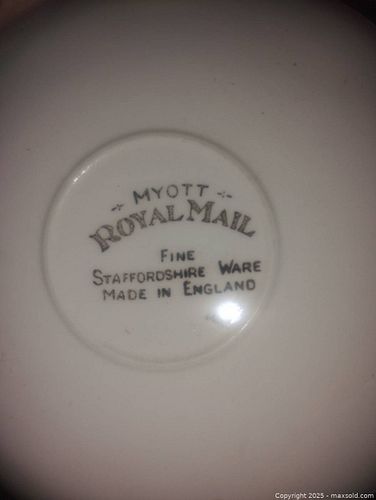 MYOTT
ROYAL MAIL
FINE
STAFFORDSHIRE WARE
MADE IN ENGLAND
Copyright 2025 - maxsold.com